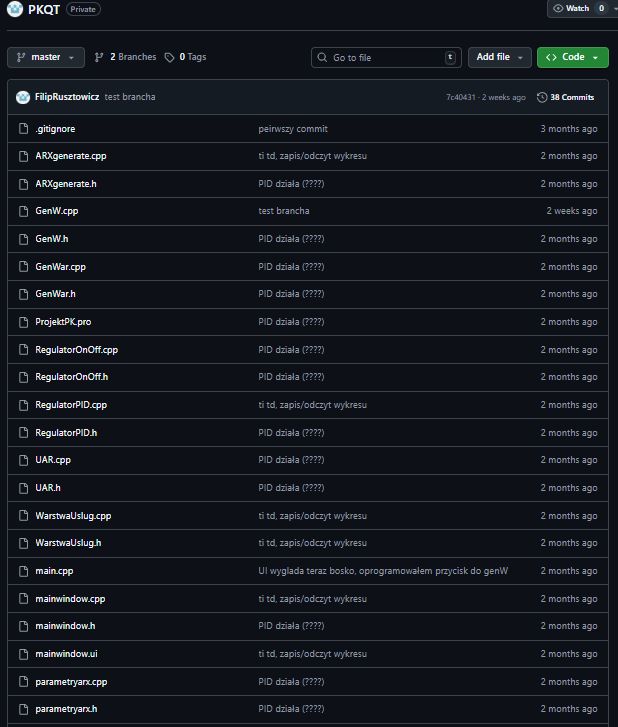 PKQT Private Watch 0
master 2 Branches 0 Tags Go to file t Add file Code
FilipRusztowicz test brancha 7c40431 · 2 weeks ago 38 Commits
.gitignore peirwszy commit 3 months ago
ARXgenerate.cpp ti td, zapis/odczyt wykresu 2 months ago
ARXgenerate.h PID działa (????) 2 months ago
GenW.cpp test brancha 2 weeks ago
GenW.h PID działa (????) 2 months ago
GenWar.cpp PID działa (????) 2 months ago
GenWar.h PID działa (????) 2 months ago
ProjektPK.pro PID działa (????) 2 months ago
RegulatorOnOff.cpp PID działa (????) 2 months ago
RegulatorOnOff.h PID działa (????) 2 months ago
RegulatorPID.cpp ti td, zapis/odczyt wykresu 2 months ago
RegulatorPID.h PID działa (????) 2 months ago
UAR.cpp PID działa (????) 2 months ago
UAR.h PID działa (????) 2 months ago
WarstwaUslug.cpp ti td, zapis/odczyt wykresu 2 months ago
WarstwaUslug.h ti td, zapis/odczyt wykresu 2 months ago
main.cpp UI wyglada teraz bosko, oprogramowałem przycisk do genW 2 months ago
mainwindow.cpp ti td, zapis/odczyt wykresu 2 months ago
mainwindow.h PID działa (????) 2 months ago
mainwindow.ui ti td, zapis/odczyt wykresu 2 months ago
parametryarx.cpp PID działa (????) 2 months ago
parametryarx.h PID działa (????) 2 months ago